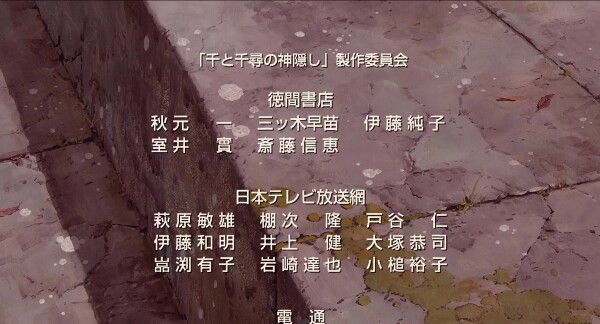 「千と千尋の神隠し」製作委員会
徳間書店
秋元 一 三ッ木早苗 伊藤純子
室井 實 斎藤信恵
日本テレビ放送網
萩原敏雄 棚次 隆 戸谷 仁
伊藤和明 井上 健 大塚恭司
嵓渕有子 岩崎達也 小槌裕子
電 通